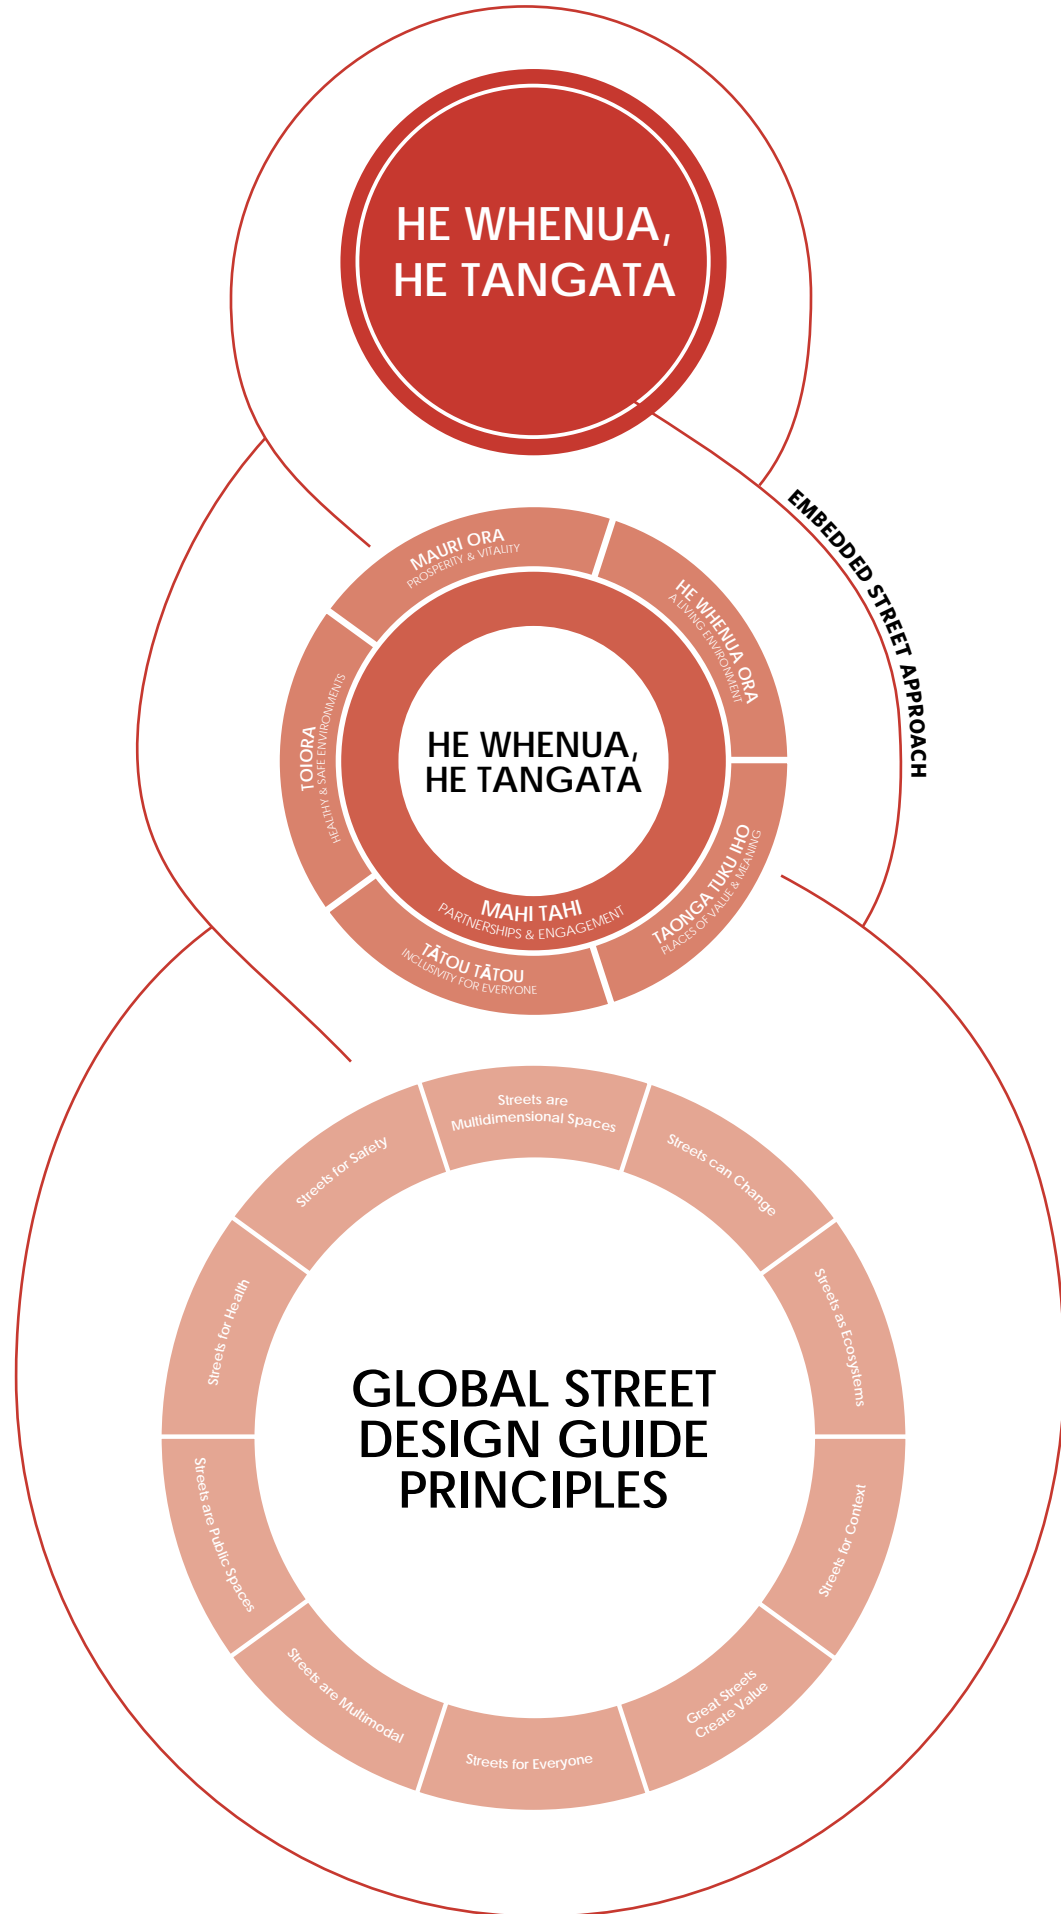 HE WHENUA,
HE TANGATA
EMBEDDED STREET APPROACH
MAURI ORA
PROSPERITY & VITALITY
HE WHENUA ORA
A LIVING ENVIRONMENT
TOIORA
HEALTHY & SAFE ENVIRONMENTS
HE WHENUA,
HE TANGATA
TAONGA TUKU IHO
PLACES OF VALUE & MEANING
MAHI TAHI
PARTNERSHIPS & ENGAGEMENT
TĀTOU TĀTOU
INCLUSIVITY FOR EVERYONE
Streets are
Multidimensional Spaces
Streets can Change
Streets as Ecosystems
Streets for Context
Great Streets
Create Value
Streets for Everyone
Streets are Multimodal
Streets are Public Spaces
Streets for Health
Streets for Safety
GLOBAL STREET
DESIGN GUIDE
PRINCIPLES